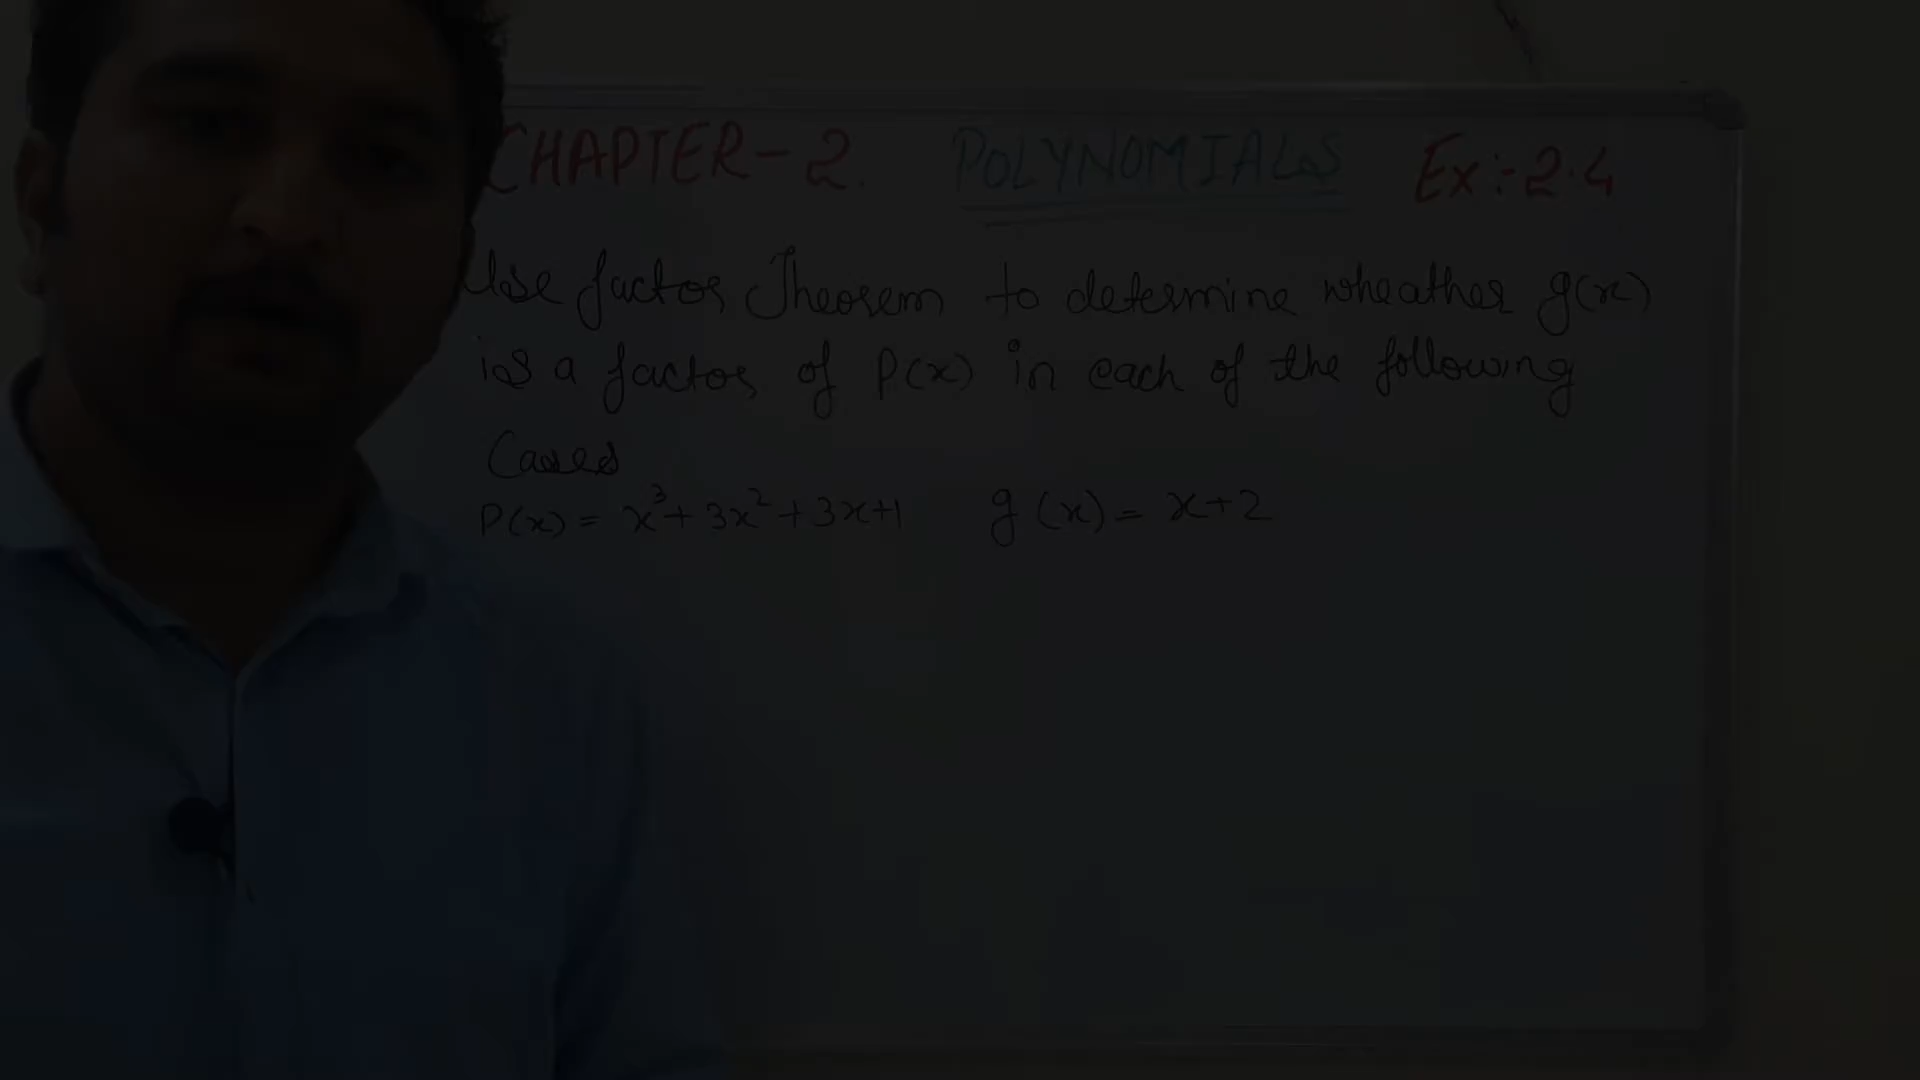 CHAPTER-2. POLYNOMIALS Ex:-2.4
Use factor Theorem to determine wheather g(x)
is a factor of P(x) in each of the following
Cases
P(x) = x³+3x²+3x+1 g(x) = x+2